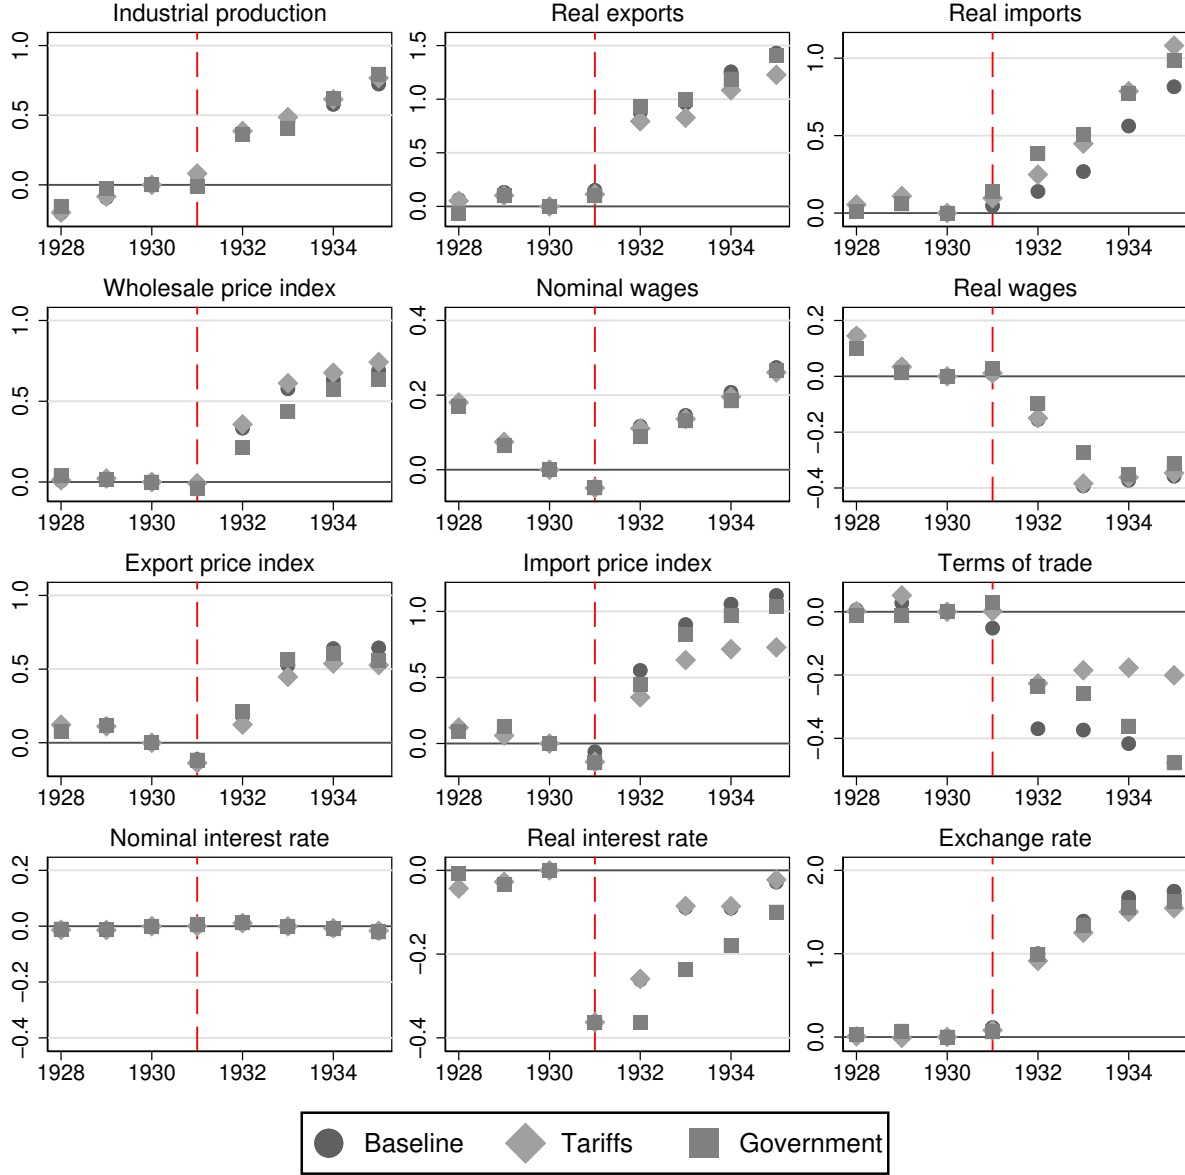 Industrial production
Real exports
Real imports
1.0
0.5
0.0
1928 1930 1932 1934
1.5
1.0
0.5
0.0
1928 1930 1932 1934
1.0
0.5
0.0
1928 1930 1932 1934
Wholesale price index
Nominal wages
Real wages
1.0
0.5
0.0
1928 1930 1932 1934
0.4
0.2
0.0
1928 1930 1932 1934
0.2
0.0
−0.2
−0.4
1928 1930 1932 1934
Export price index
Import price index
Terms of trade
1.0
0.5
0.0
1928 1930 1932 1934
1.0
0.5
0.0
1928 1930 1932 1934
0.0
−0.2
−0.4
1928 1930 1932 1934
Nominal interest rate
Real interest rate
Exchange rate
0.2
0.0
−0.2
−0.4
1928 1930 1932 1934
0.0
−0.2
−0.4
1928 1930 1932 1934
2.0
1.0
0.0
1928 1930 1932 1934
Baseline Tariffs Government